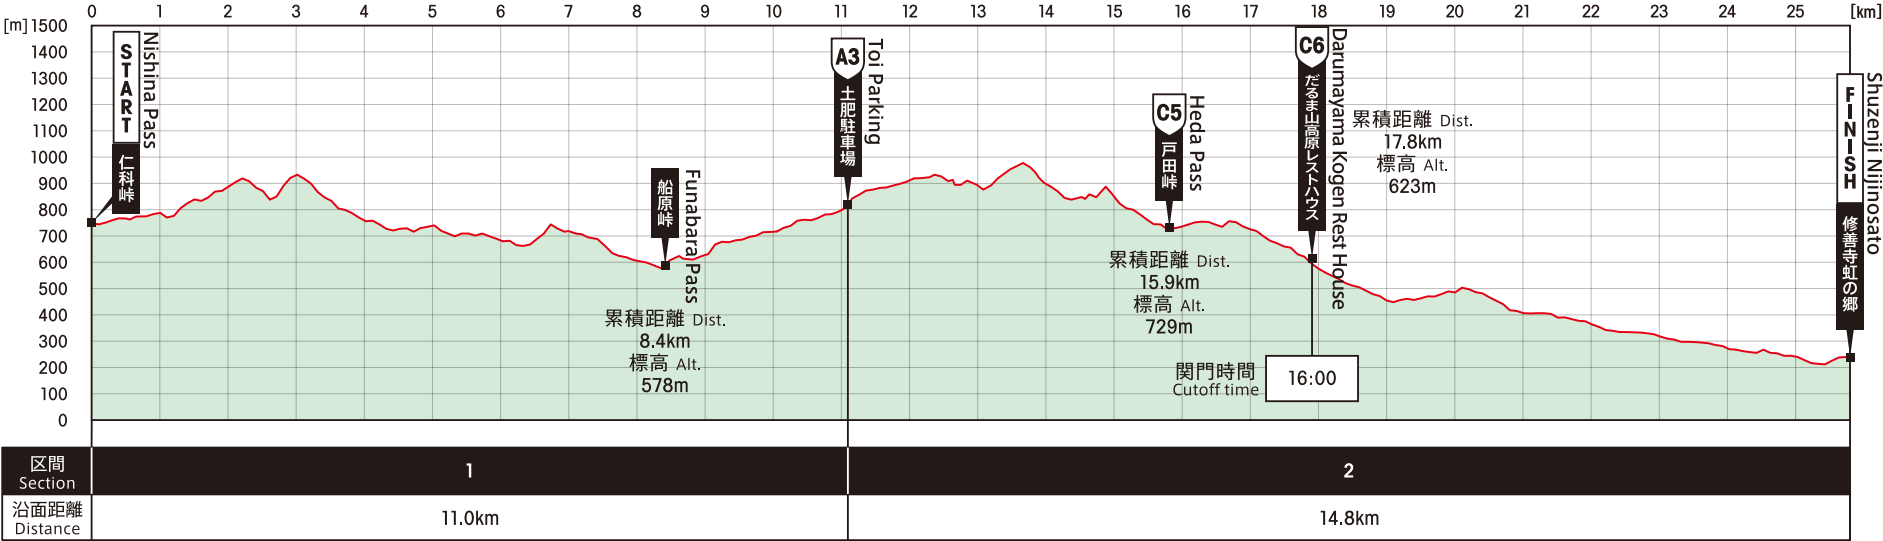 0 1 2 3 4 5 6 7 8 9 10 11 12 13 14 15 16 17 18 19 20 21 22 23 24 25 [km]
[m] 1500
1400
1300
1200
1100
1000
900
800
700
600
500
400
300
200
100
0
START
仁科峠
Nishina Pass
船原峠
Funabara Pass
累積距離 Dist.
8.4km
標高 Alt.
578m
A3
土肥駐車場
Toi Parking
C5
戸田峠
Heda Pass
累積距離 Dist.
15.9km
標高 Alt.
729m
C6
だるま山高原レストハウス
Darumayama Kogen Rest House
累積距離 Dist.
17.8km
標高 Alt.
623m
関門時間
Cutoff time
16:00
FINISH
修善寺虹の郷
Shuzenji Nijinosato
区間
Section
1
2
沿面距離
Distance
11.0km
14.8km